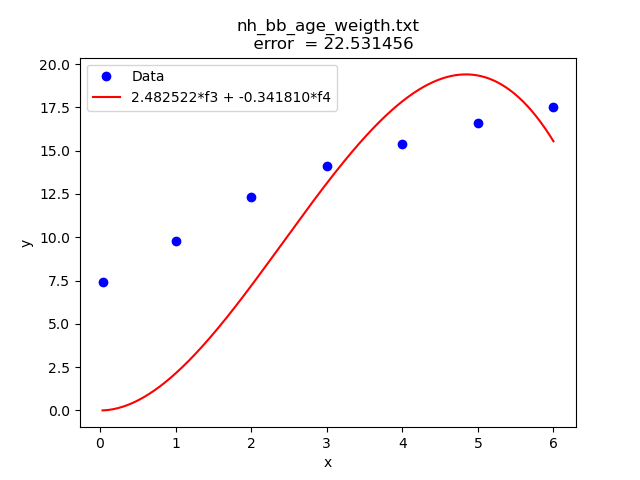 nh_bb_age_weigth.txt
error = 22.531456
Data
2.482522*f3 + -0.341810*f4
20.0
17.5
15.0
12.5
10.0
7.5
5.0
2.5
0.0
y
0 1 2 3 4 5 6
x